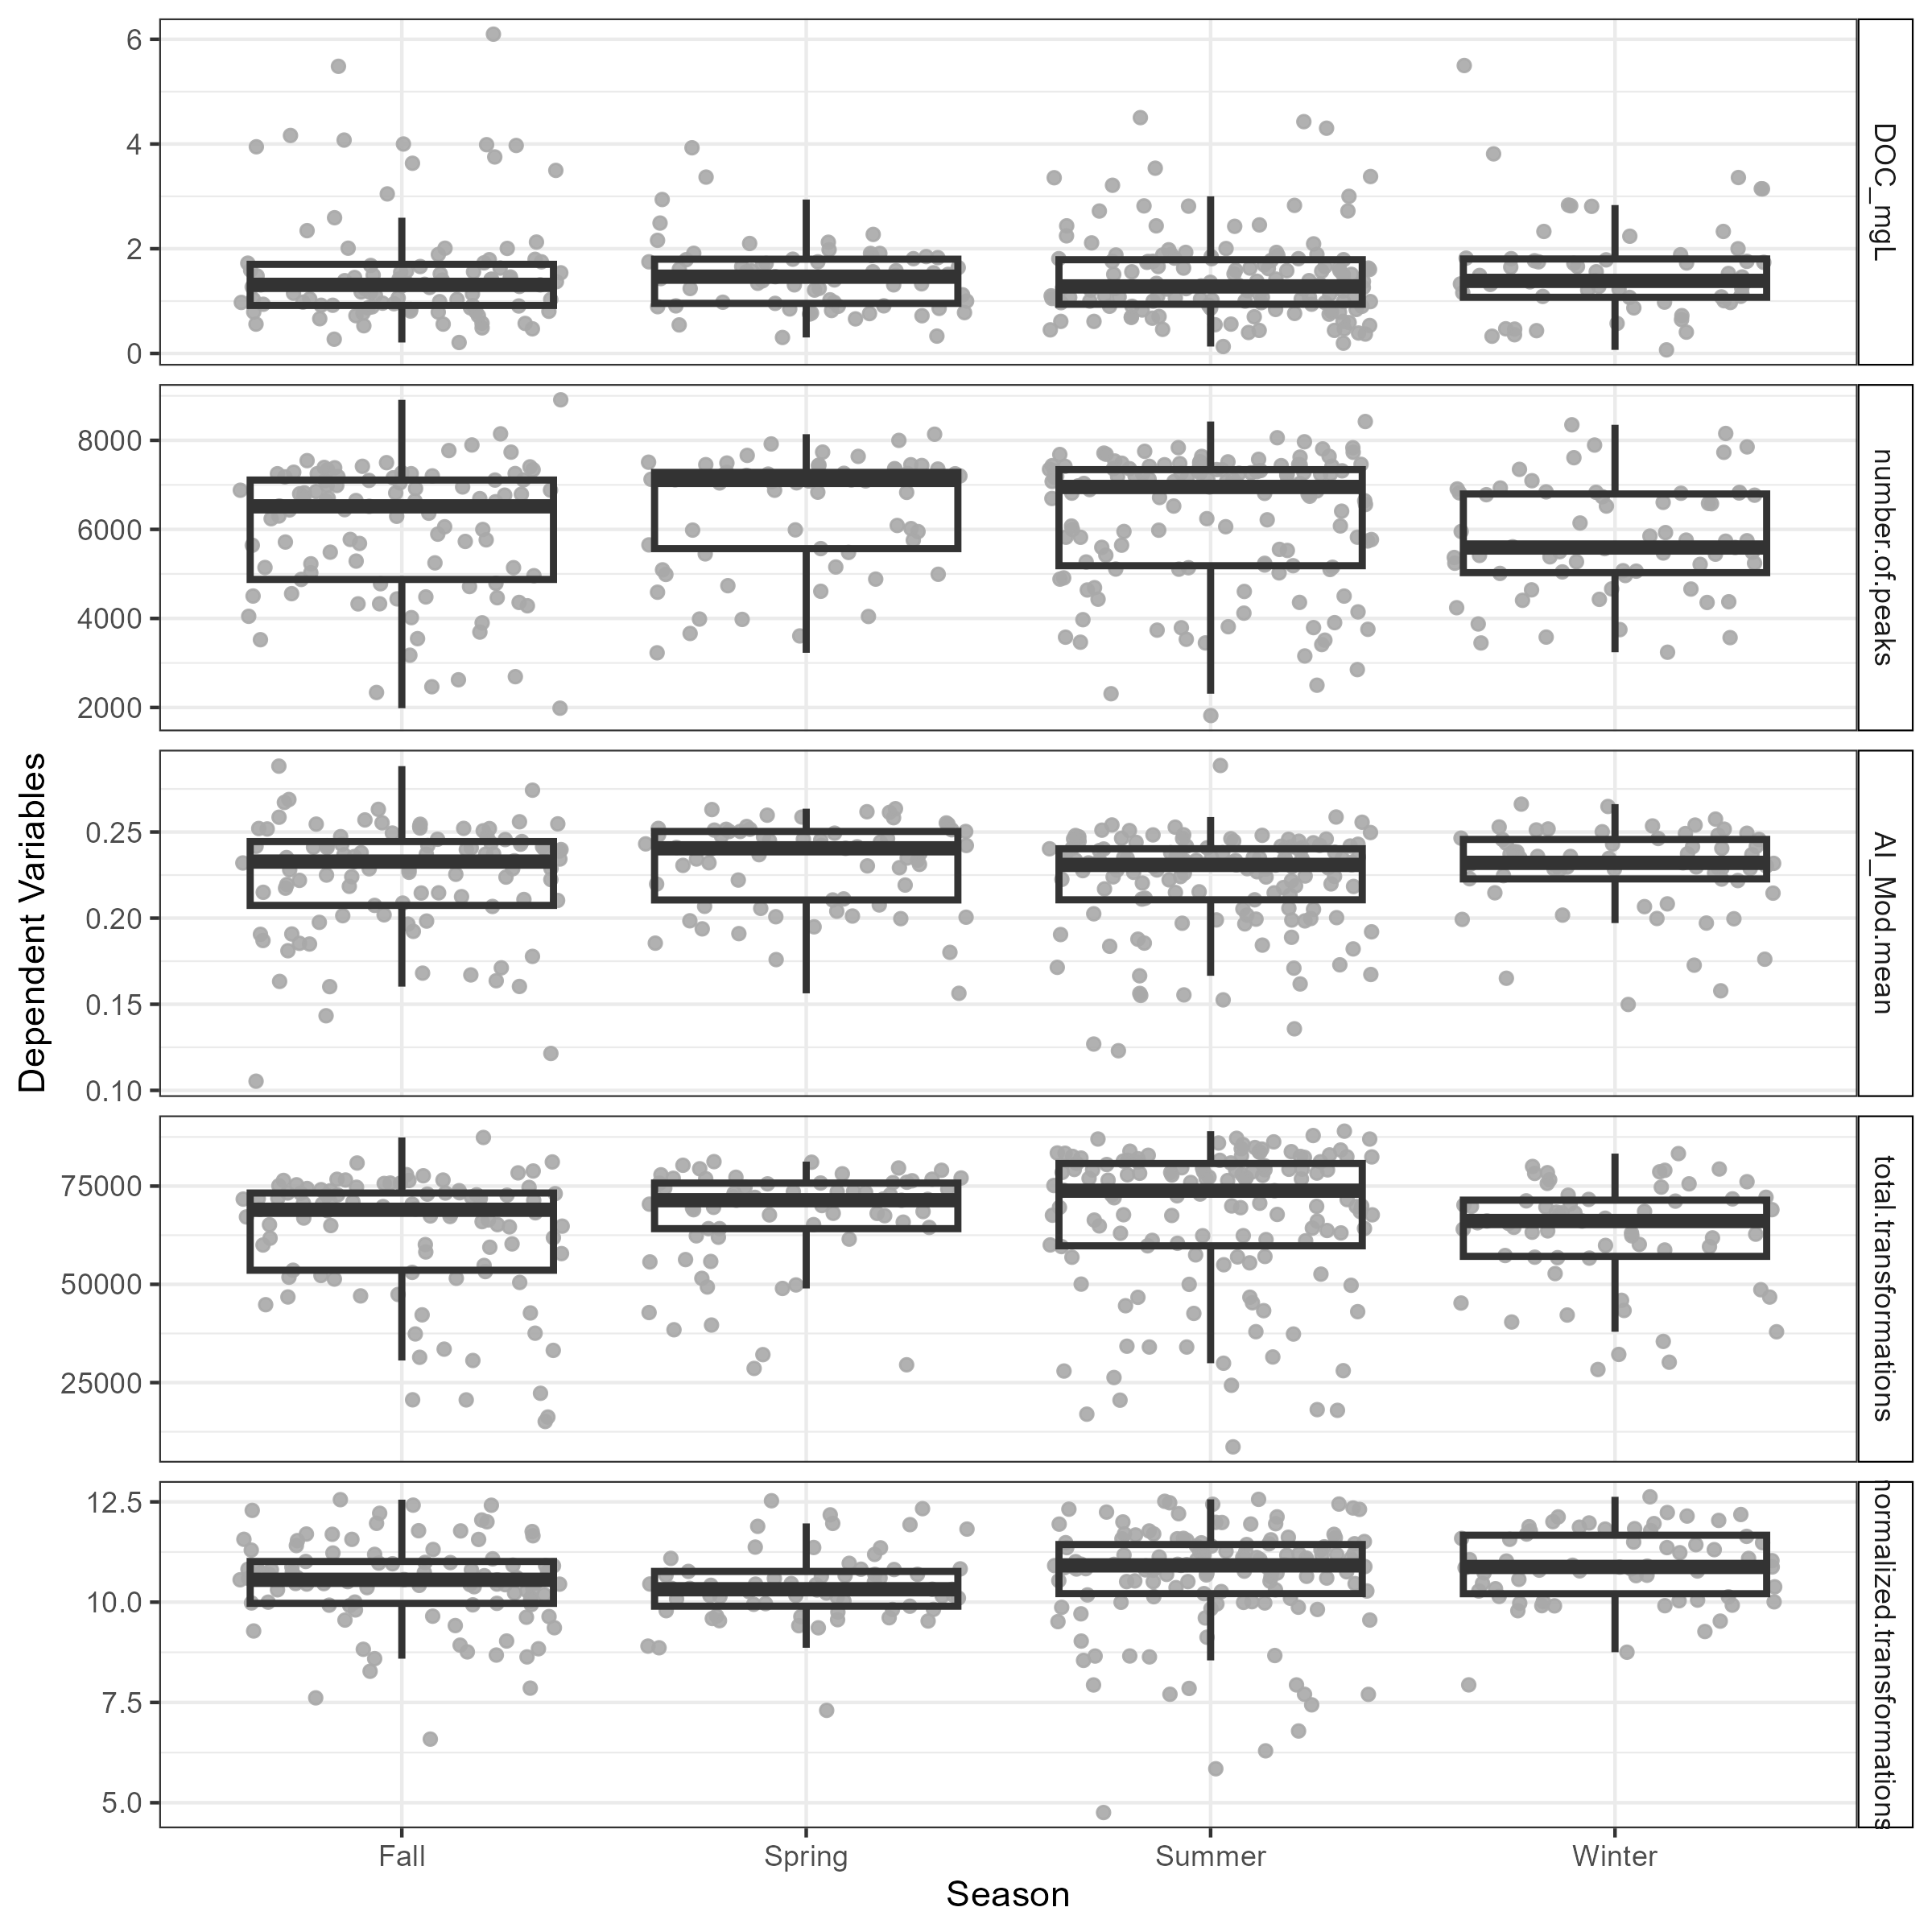 6
4
2
0
DOC_mgL
8000
6000
4000
2000
number.of.peaks
0.25
0.20
0.15
0.10
AI_Mod.mean
75000
50000
25000
total.transformations
12.5
10.0
7.5
5.0
normalized.transformations
Dependent Variables
Fall Spring Summer Winter
Season